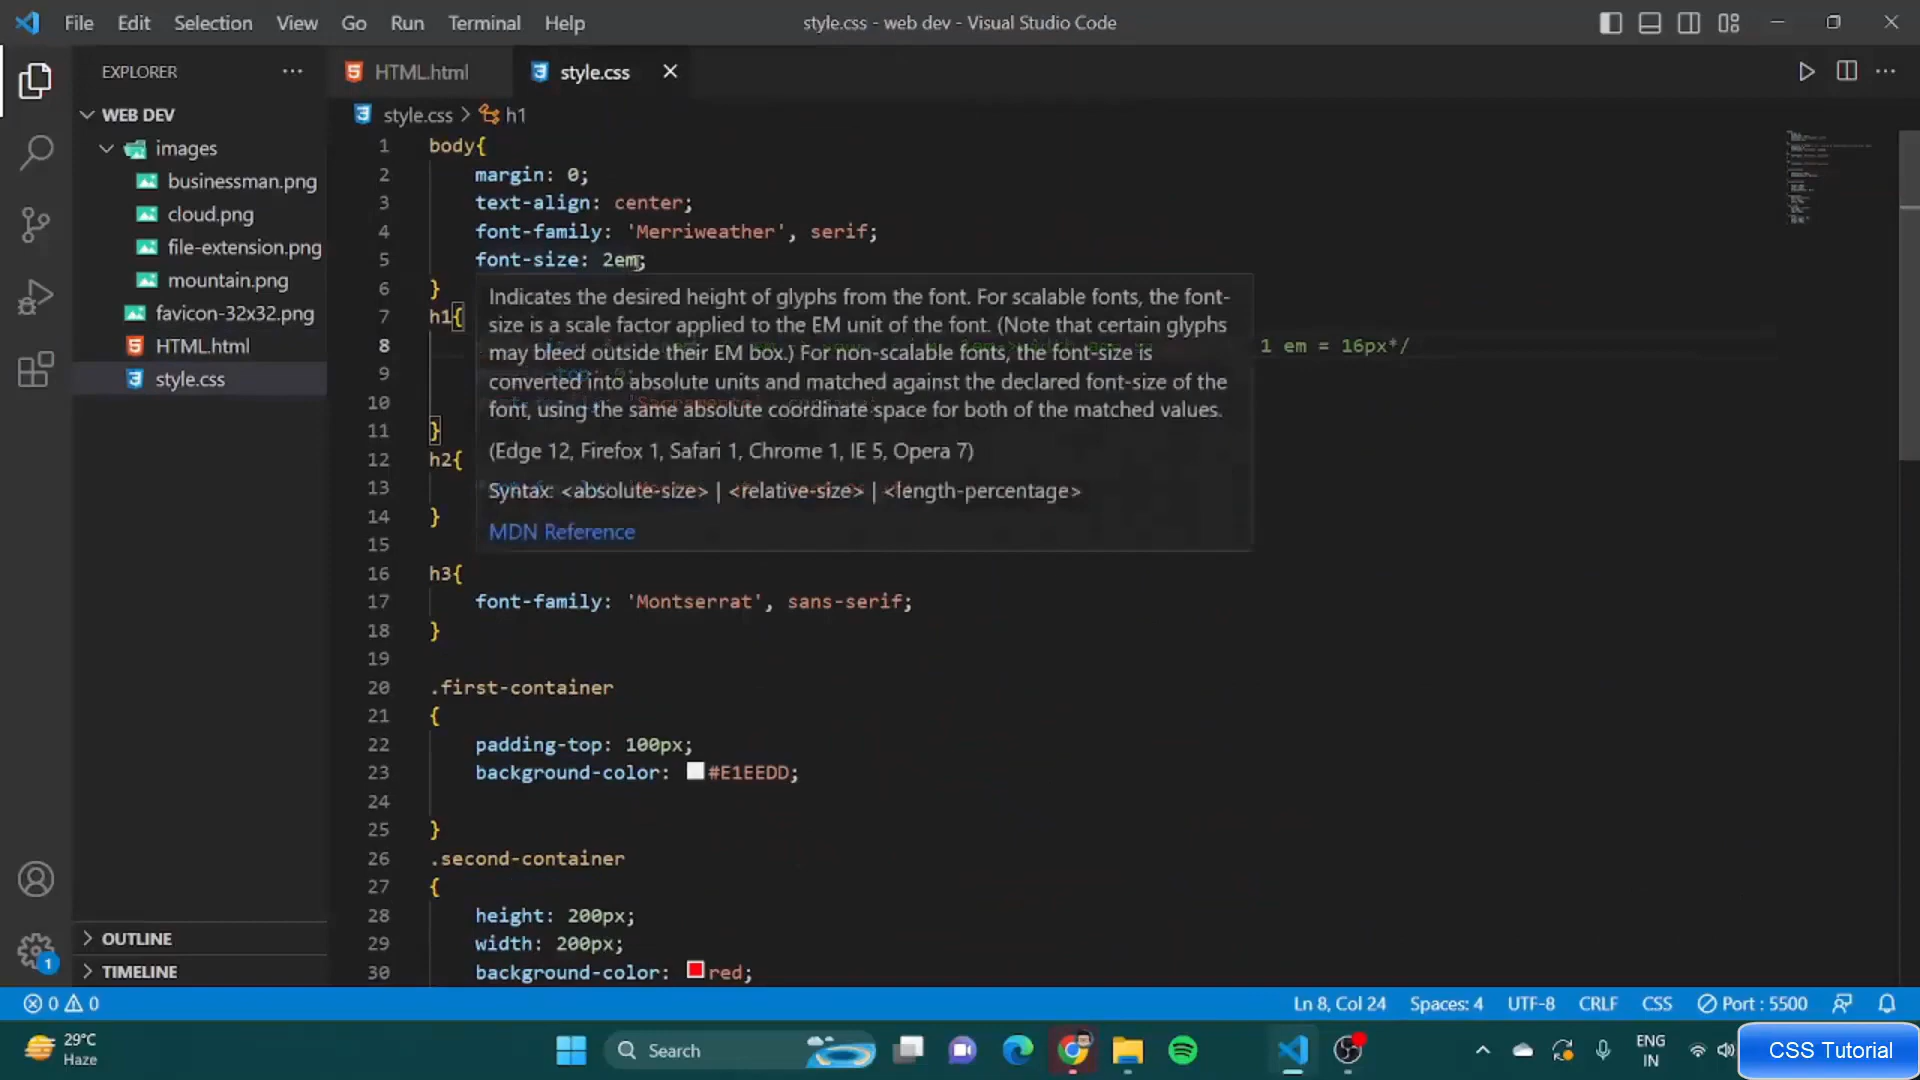 File Edit Selection View Go Run Terminal Help
style.css - web dev - Visual Studio Code
EXPLORER
HTML.html
style.css
WEB DEV
images
businessman.png
cloud.png
file-extension.png
mountain.png
favicon-32x32.png
HTML.html
style.css
OUTLINE
TIMELINE
style.css > h1
1 body{
2 margin: 0;
3 text-align: center;
4 font-family: 'Merriweather', serif;
5 font-size: 2em;
6 }
7 h1{
8 1 em = 16px*/
9
10
11 }
12 h2{
13
14 }
15
16 h3{
17 font-family: 'Montserrat', sans-serif;
18 }
19
20 .first-container
21 {
22 padding-top: 100px;
23 background-color: #E1EEDD;
24
25 }
26 .second-container
27 {
28 height: 200px;
29 width: 200px;
30 background-color: red;
Indicates the desired height of glyphs from the font. For scalable fonts, the font-
size is a scale factor applied to the EM unit of the font. (Note that certain glyphs
may bleed outside their EM box.) For non-scalable fonts, the font-size is
converted into absolute units and matched against the declared font-size of the
font, using the same absolute coordinate space for both of the matched values.
(Edge 12, Firefox 1, Safari 1, Chrome 1, IE 5, Opera 7)
Syntax: <absolute-size> | <relative-size> | <length-percentage>
MDN Reference
1
0 0
Ln 8, Col 24 Spaces: 4 UTF-8 CRLF CSS Port : 5500
29°C
Haze
Search
ENG
IN
CSS Tutorial